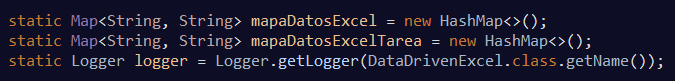 static Map<String, String> mapaDatosExcel = new HashMap<>();
static Map<String, String> mapaDatosExcelTarea = new HashMap<>();
static Logger logger = Logger.getLogger(DataDrivenExcel.class.getName());